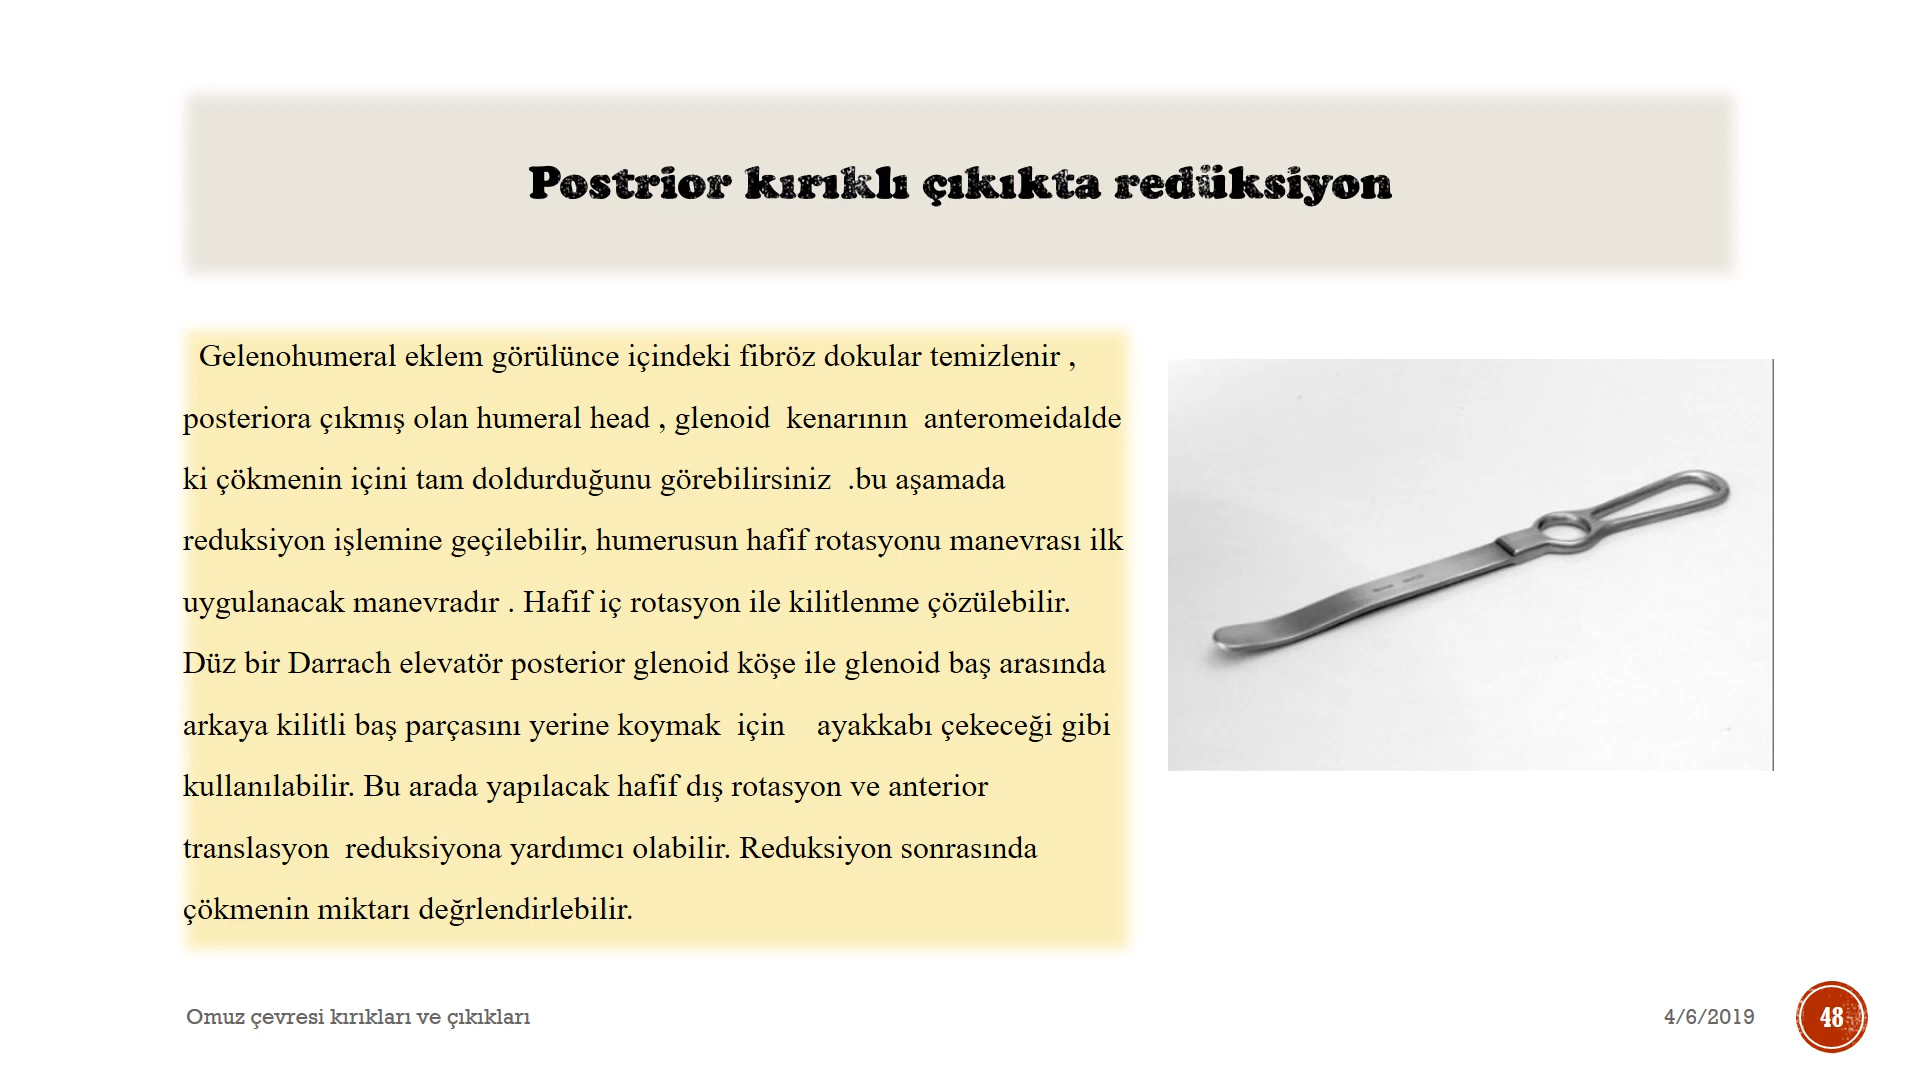 Postrior kırıklı çıkıkta redüksiyon
Gelenohumeral eklem görülünce içindeki fibröz dokular temizlenir ,
posteriora çıkmış olan humeral head , glenoid kenarının anteromeidalde
ki çökmenin içini tam doldurduğunu görebilirsiniz .bu aşamada
reduksiyon işlemine geçilebilir, humerusun hafif rotasyonu manevrası ilk
uygulanacak manevradır . Hafif iç rotasyon ile kilitlenme çözülebilir.
Düz bir Darrach elevatör posterior glenoid köşe ile glenoid baş arasında
arkaya kilitli baş parçasını yerine koymak için ayakkabı çekeceği gibi
kullanılabilir. Bu arada yapılacak hafif dış rotasyon ve anterior
translasyon reduksiyona yardımcı olabilir. Reduksiyon sonrasında
çökmenin miktarı değrlendirlebilir.
Omuz çevresi kırıkları ve çıkıkları
4/6/2019
48